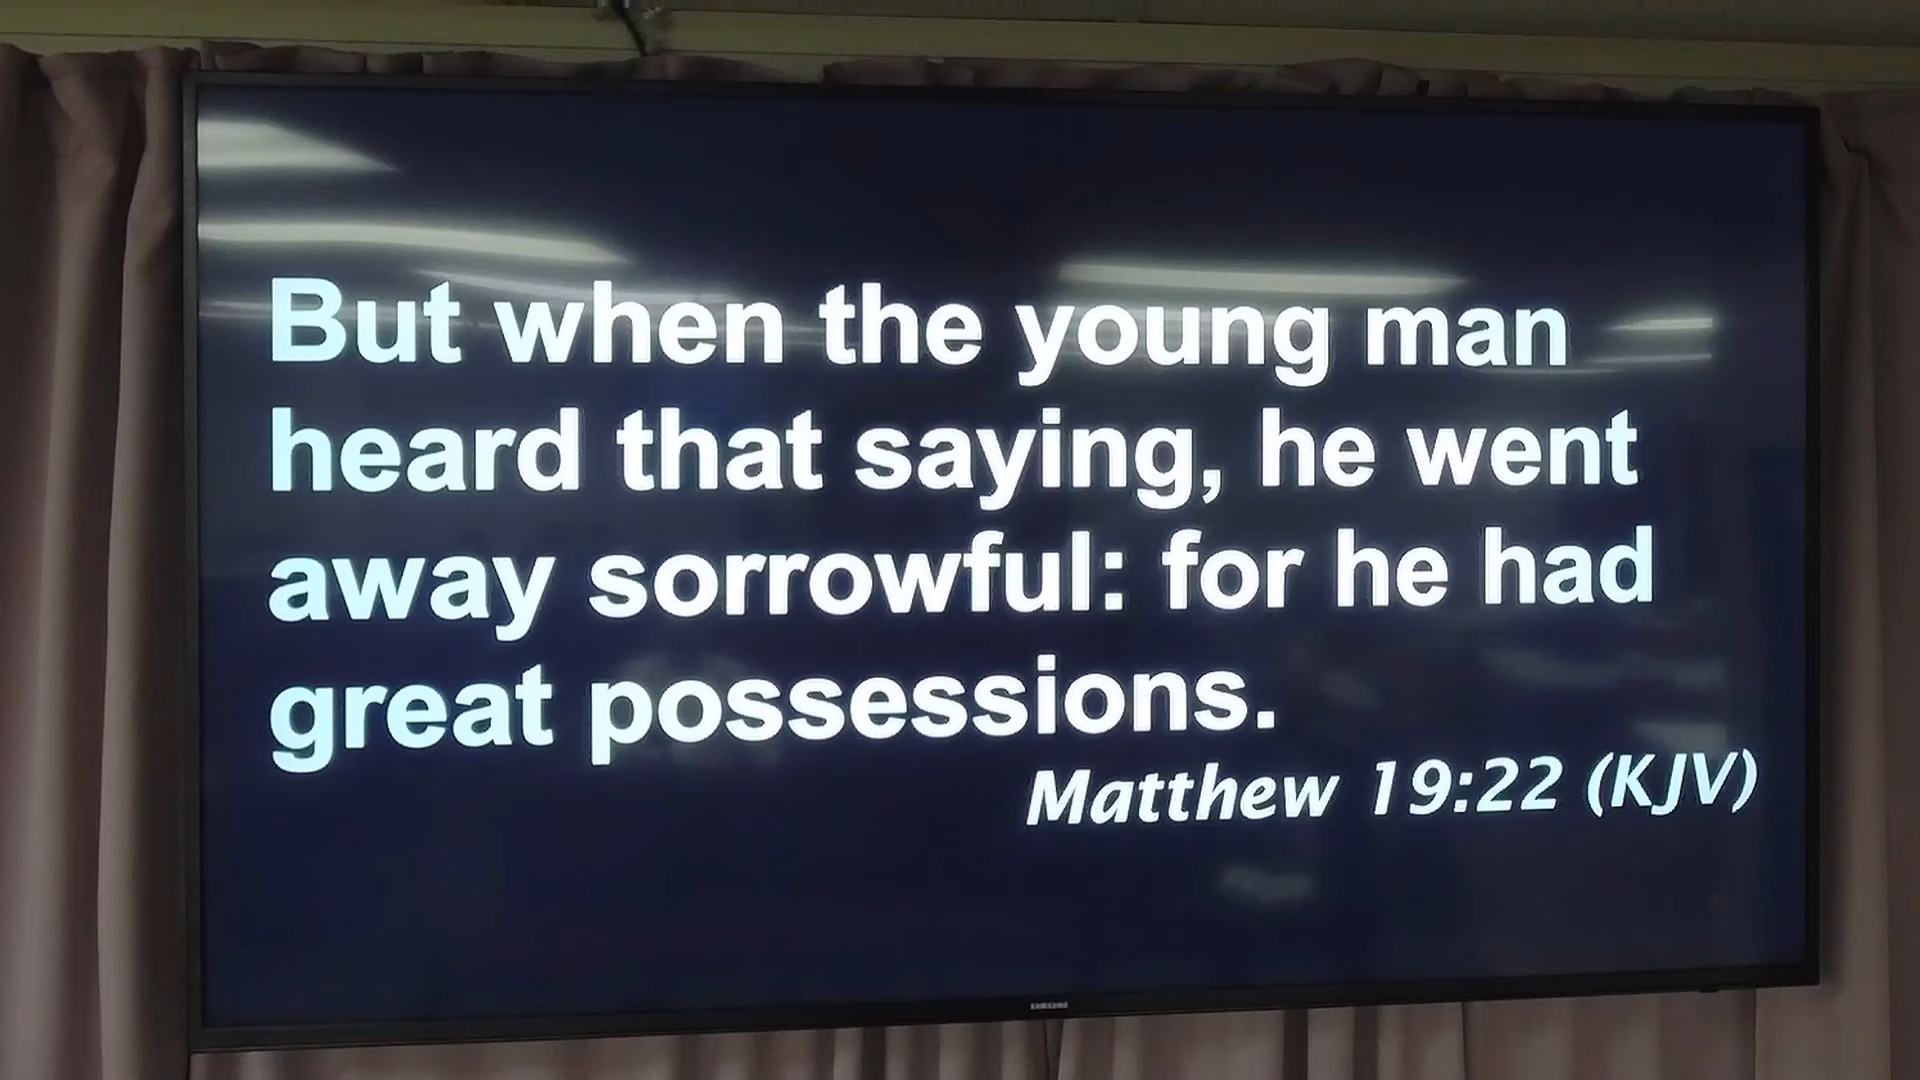 But when the young man
heard that saying, he went
away sorrowful: for he had
great possessions.
Matthew 19:22 (KJV)
SAMSUNG